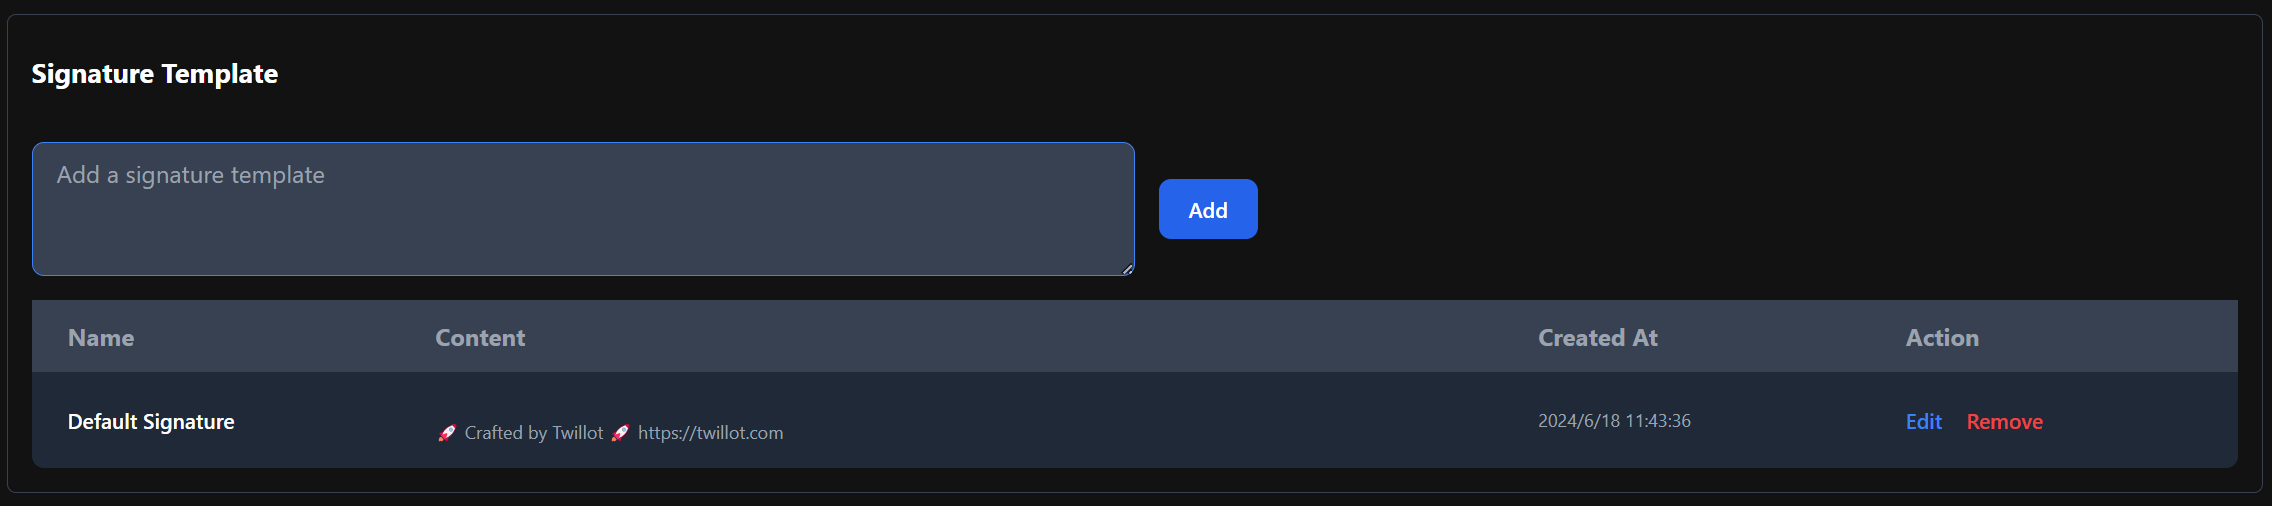 Signature Template
Add a signature template
Add
Name Content Created At Action
Default Signature 🚀 Crafted by Twillot 🚀 https://twillot.com 2024/6/18 11:43:36 Edit Remove